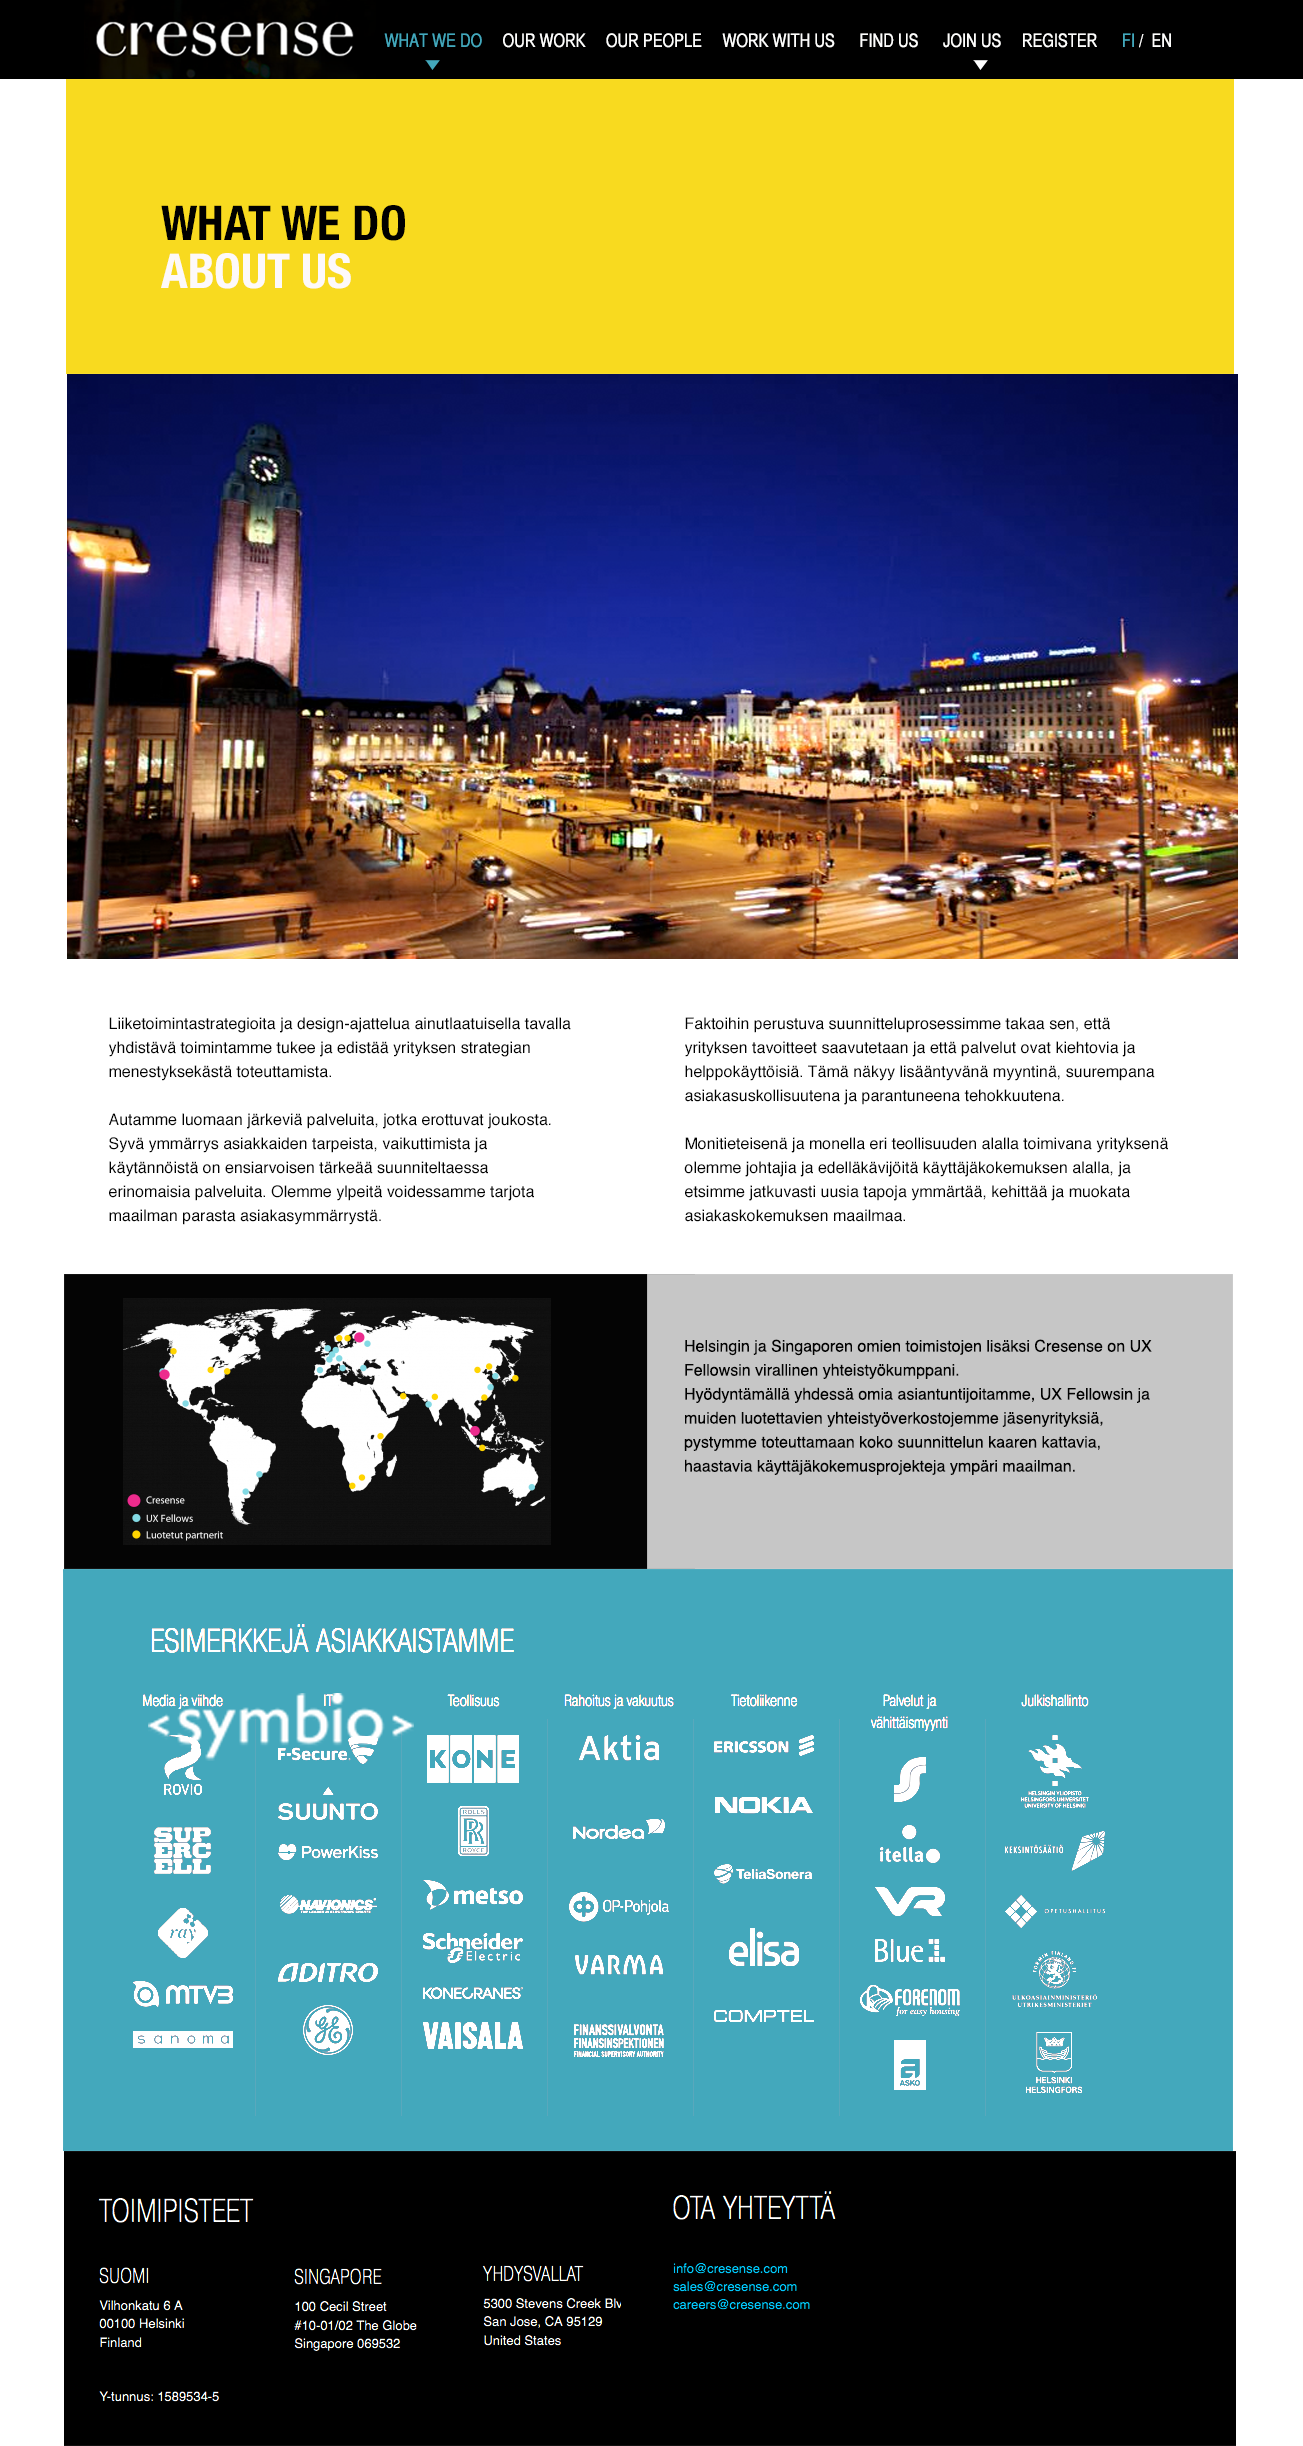 cresense
WHAT WE DO
OUR WORK
OUR PEOPLE
WORK WITH US
FIND US
JOIN US
REGISTER
FI / EN
WHAT WE DO
ABOUT US
SUOMI-YHTIÖ
Liiketoimintastrategioita ja design-ajattelua ainutlaatuisella tavalla
yhdistävä toimintamme tukee ja edistää yrityksen strategian
menestyksekästä toteuttamista.
Autamme luomaan järkeviä palveluita, jotka erottuvat joukosta.
Syvä ymmärrys asiakkaiden tarpeista, vaikuttimista ja
käytännöistä on ensiarvoisen tärkeää suunniteltaessa
erinomaisia palveluita. Olemme ylpeitä voidessamme tarjota
maailman parasta asiakasymmärrystä.
Faktoihin perustuva suunnitteluprosessimme takaa sen, että
yrityksen tavoitteet saavutetaan ja että palvelut ovat kiehtovia ja
helppokäyttöisiä. Tämä näkyy lisääntyvänä myyntinä, suurempana
asiakasuskollisuutena ja parantuneena tehokkuutena.
Monitieteisenä ja monella eri teollisuuden alalla toimivana yrityksenä
olemme johtajia ja edelläkävijöitä käyttäjäkokemuksen alalla, ja
etsimme jatkuvasti uusia tapoja ymmärtää, kehittää ja muokata
asiakaskokemuksen maailmaa.
Cresense
UX Fellows
Luotetut partnerit
Helsingin ja Singaporen omien toimistojen lisäksi Cresense on UX
Fellowsin virallinen yhteistyökumppani.
Hyödyntämällä yhdessä omia asiantuntijoitamme, UX Fellowsin ja
muiden luotettavien yhteistyöverkostojemme jäsenyrityksiä,
pystymme toteuttamaan koko suunnittelun kaaren kattavia,
haastavia käyttäjäkokemusprojekteja ympäri maailman.
ESIMERKKEJÄ ASIAKKAISTAMME
Media ja viihde
<symbio>
ROVIO
SUP
ERC
ELL
ray
MTV3
sanoma
IT
F-Secure
SUUNTO
PowerKiss
NAVIONICS
ADITRO
GE
Teollisuus
KONE
ROLLS
RR
ROYCE
metso
Schneider
Electric
KONECRANES
VAISALA
Rahoitus ja vakuutus
Aktia
Nordea
OP-Pohjola
VARMA
FINANSSIVALVONTA
FINANSINSPEKTIONEN
FINANCIAL SUPERVISORY AUTHORITY
Tietoliikenne
ERICSSON
NOKIA
TeliaSonera
elisa
COMPTEL
Palvelut ja
vähittäismyynti
S
itella
VR
Blue1
FORENOM
for easy housing
a
ASKO
Julkishallinto
HELSINGIN YLIOPISTO
HELSINGFORS UNIVERSITET
UNIVERSITY OF HELSINKI
KEKSINTÖSÄÄTIÖ
OPETUSHALLITUS
ULKOASIAINMINISTERIÖ
UTRIKESMINISTERIET
HELSINKI
HELSINGFORS
TOIMIPISTEET
SUOMI
Vilhonkatu 6 A
00100 Helsinki
Finland
Y-tunnus: 1589534-5
SINGAPORE
100 Cecil Street
#10-01/02 The Globe
Singapore 069532
YHDYSVALLAT
5300 Stevens Creek Blv
San Jose, CA 95129
United States
OTA YHTEYTTÄ
info@cresense.com
sales@cresense.com
careers@cresense.com